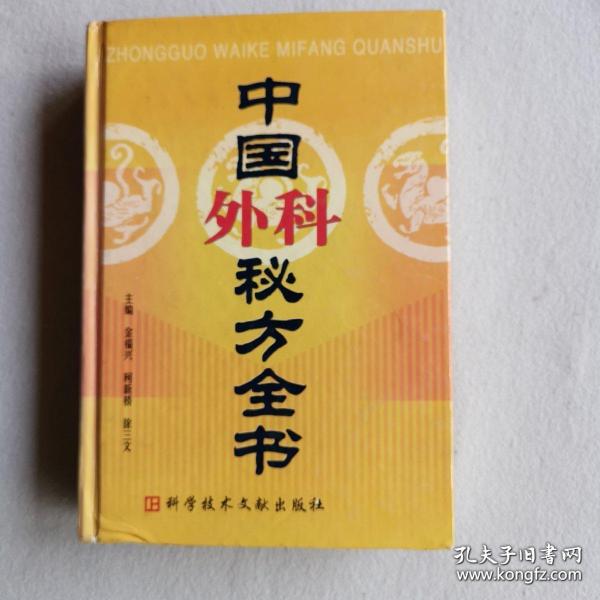 ZHONGGUO WAIKE MIFANG QUANSHU
中国外科秘方全书
主编 金福兴 柯新桥 徐三文
科学技术文献出版社
孔夫子旧书网
www.kongfz.com